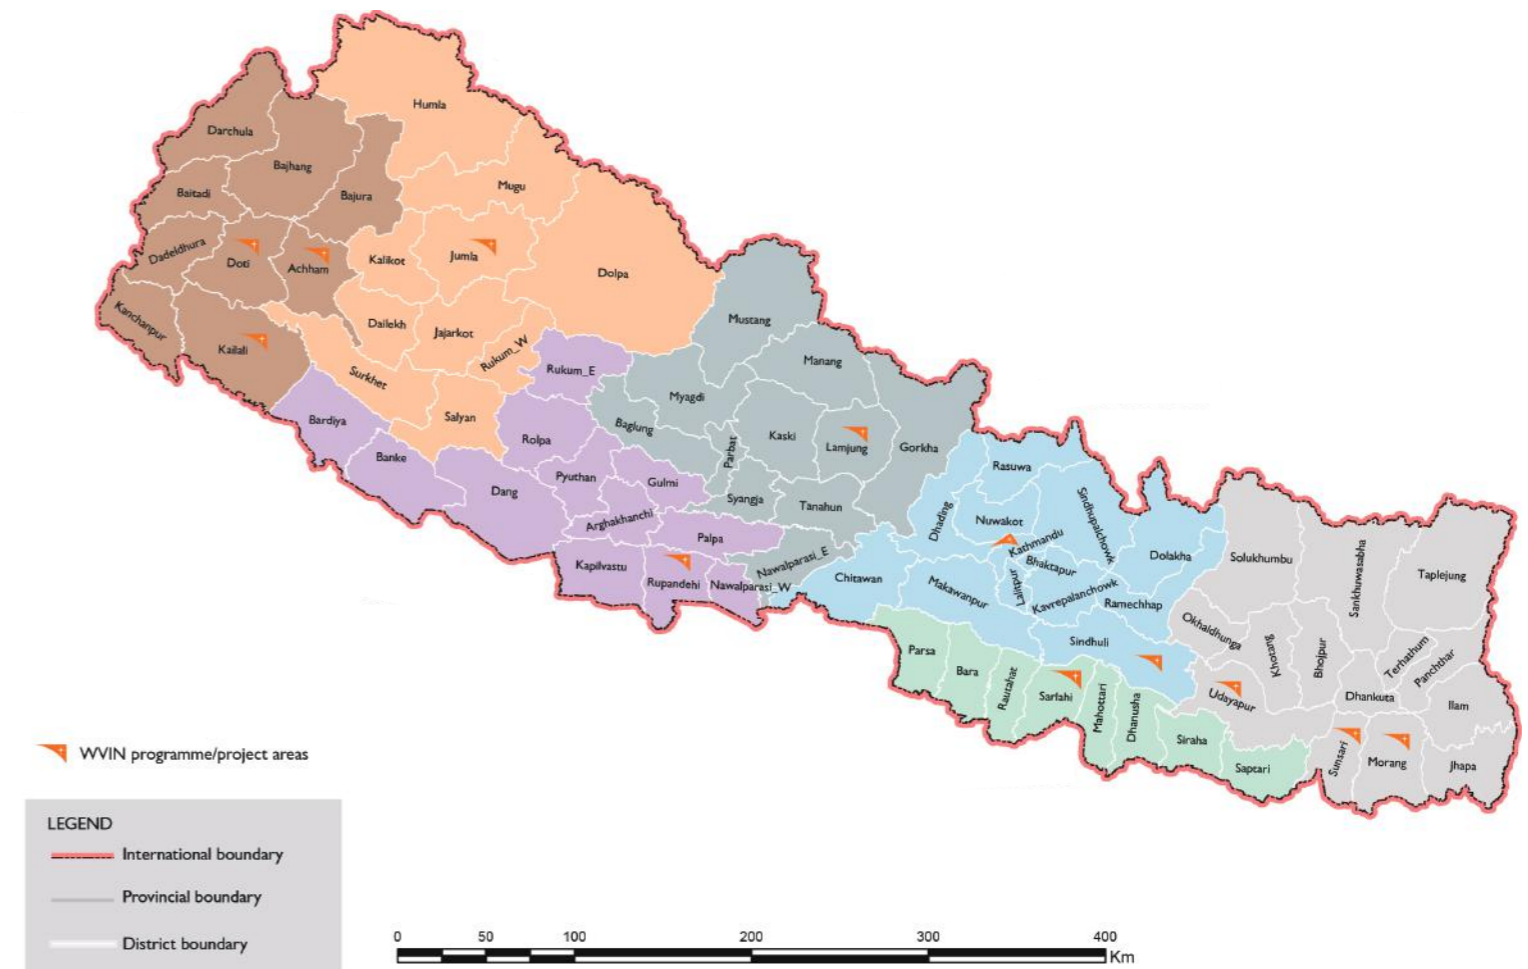 Humla
Darchula
Bajhang
Mugu
Baitadi
Bajura
Dadeldhura
Doti
Achham
Kalikot
Jumla
Dolpa
Kanchanpur
Kailali
Dailekh
Jajarkot
Rukum_W
Mustang
Surkhet
Rukum_E
Manang
Myagdi
Bardiya
Salyan
Rolpa
Baglung
Parbat
Kaski
Lamjung
Gorkha
Banke
Dang
Pyuthan
Gulmi
Syangja
Tanahun
Rasuwa
Dhading
Nuwakot
Sindhupalchowk
Arghakhanchi
Palpa
Kathmandu
Bhaktapur
Dolakha
Solukhumbu
Sankhuwasabha
Taplejung
Kapilvastu
Rupandehi
Nawalparasi_E
Nawalparasi_W
Chitawan
Makawanpur
Lalitpur
Kavrepalanchowk
Ramechhap
Okhaldhunga
Khotang
Bhojpur
Terhathum
Panchthar
Sindhuli
Parsa
Bara
Rautahat
Sarlahi
Mahottari
Dhanusha
Siraha
Saptari
Udayapur
Dhankuta
Ilam
Sunsari
Morang
Jhapa
WVIN programme/project areas
LEGEND
International boundary
Provincial boundary
District boundary
0 50 100 200 300 400
Km